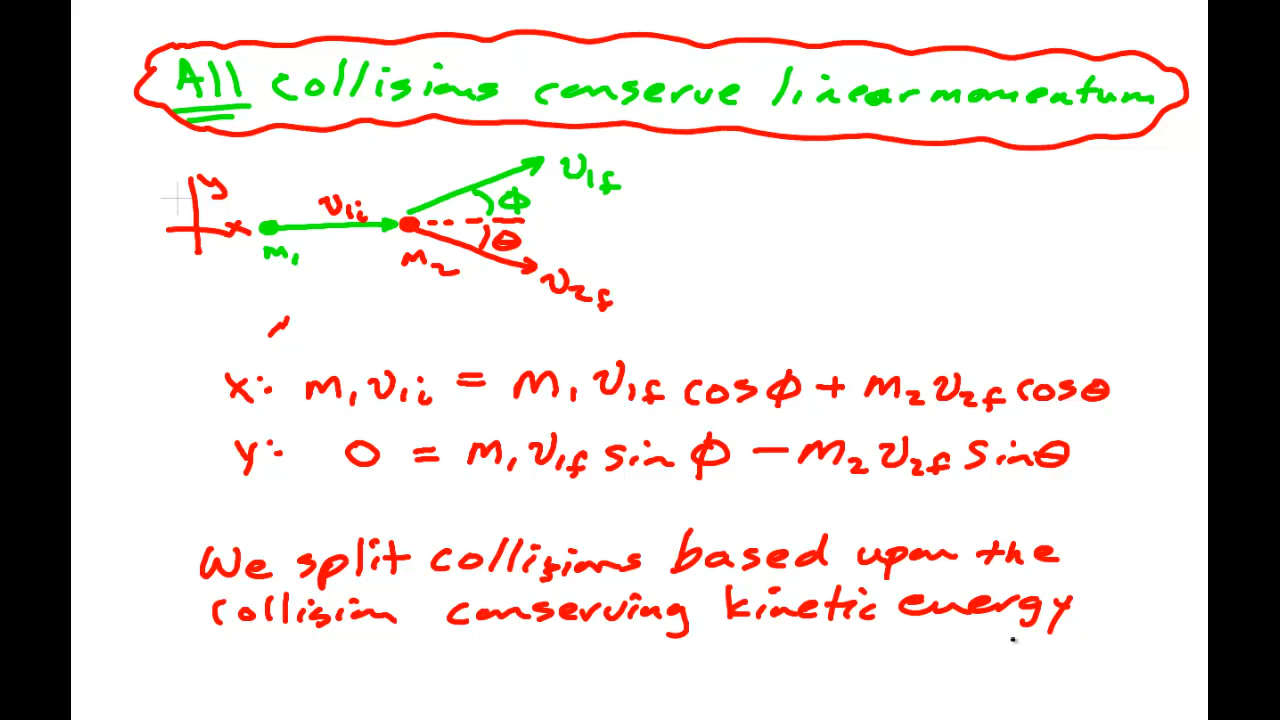 All collisions conserve linear momentum
y
x
v₁ᵢ
m₁
m₂
v₁f
ϕ
θ
v₂f
x: m₁v₁ᵢ = m₁v₁f cosϕ + m₂v₂f cosθ
y: 0 = m₁v₁f sinϕ − m₂v₂f sinθ
We split collisions based upon the
collision conserving kinetic energy